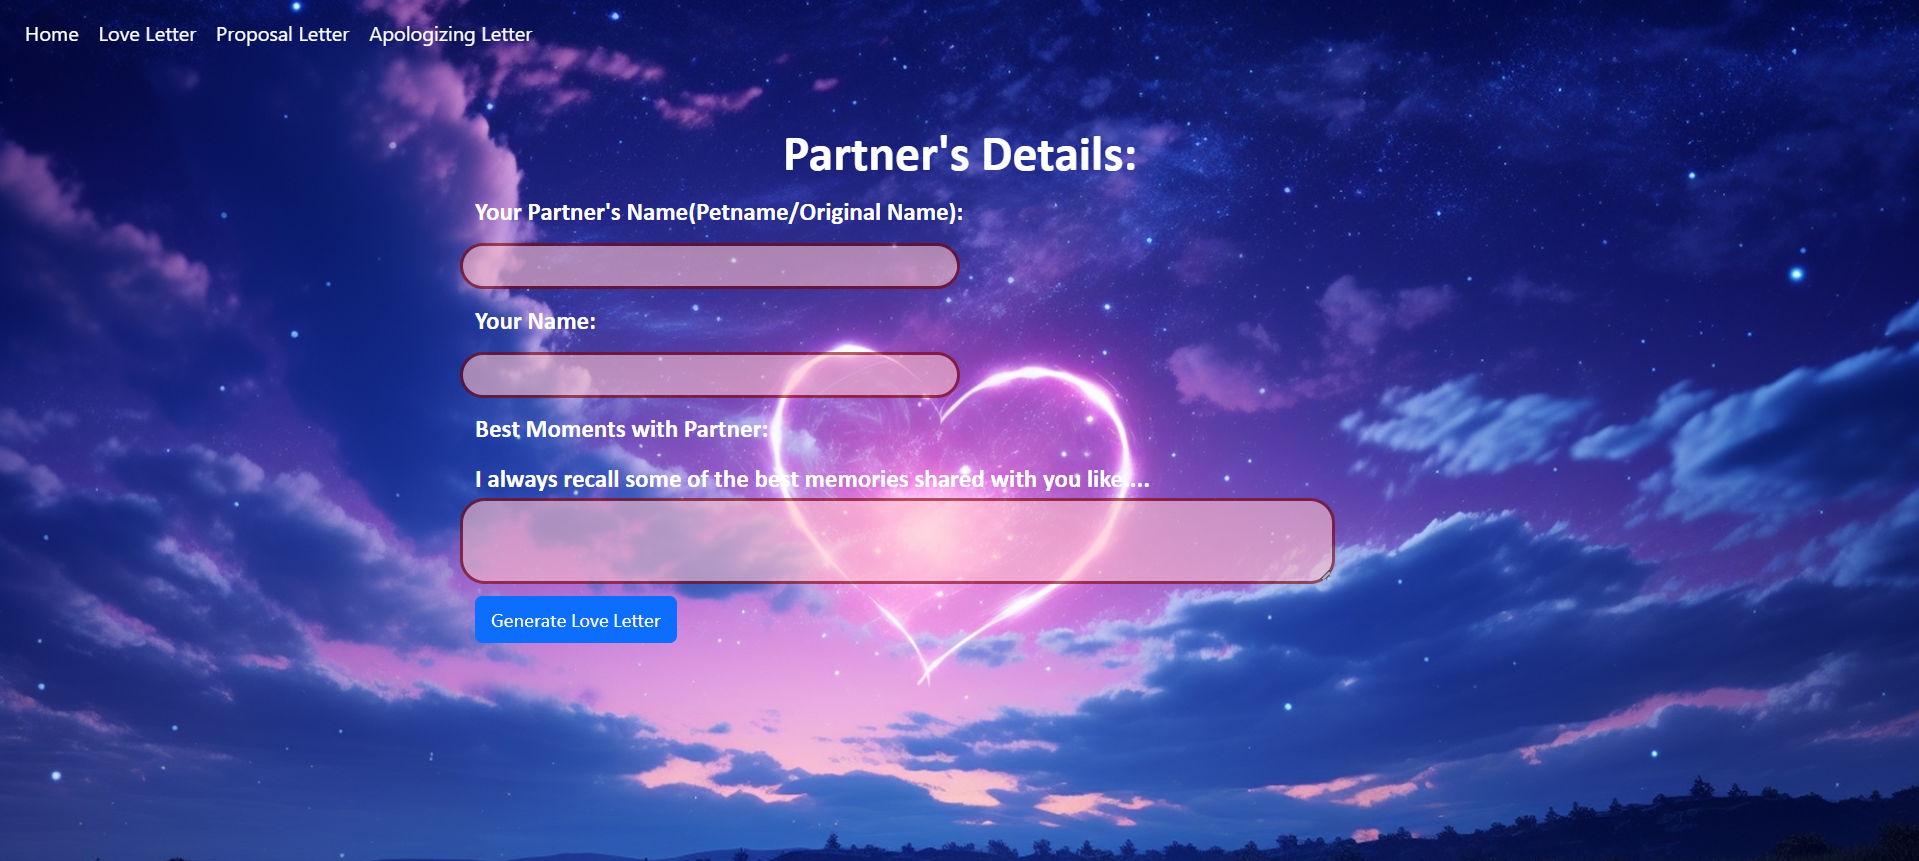 Home Love Letter Proposal Letter Apologizing Letter
Partner's Details:
Your Partner's Name(Petname/Original Name):
Your Name:
Best Moments with Partner:
I always recall some of the best memories shared with you like....
Generate Love Letter